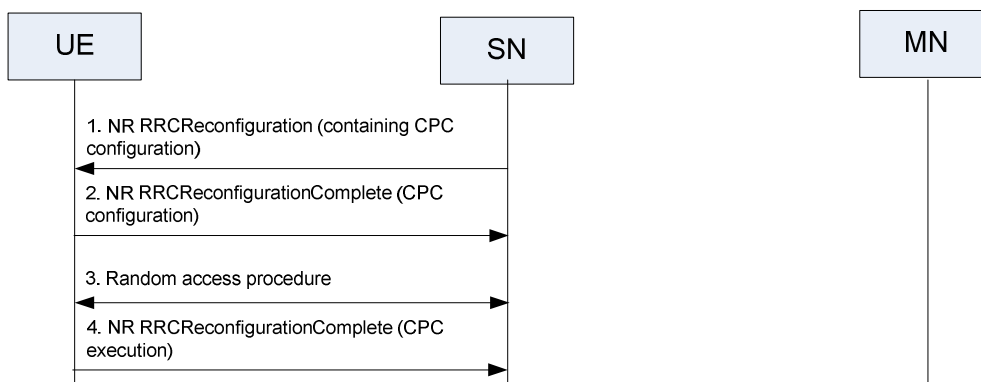 UE
SN
MN
1. NR RRCReconfiguration (containing CPC
configuration)
2. NR RRCReconfigurationComplete (CPC
configuration)
3. Random access procedure
4. NR RRCReconfigurationComplete (CPC
execution)